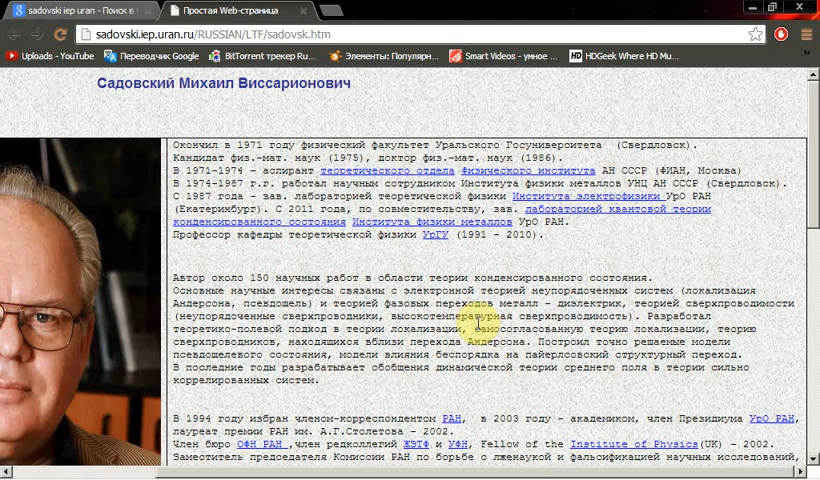 sadovski iep uran - Поиск в
Простая Web-страница
sadovski.iep.uran.ru/RUSSIAN/LTF/sadovsk.htm
Uploads - YouTube
Переводчик Google
BitTorrent трекер Ru...
Элементы: Популярн...
Smart Videos - умное ...
HD HDGeek Where HD Mu...
Садовский Михаил Виссарионович
Окончил в 1971 году физический факультет Уральского Госуниверситета (Свердловск).
Кандидат физ.-мат. наук (1975), доктор физ.-мат. наук (1986).
В 1971-1974 - аспирант теоретического отдела Физического института АН СССР (ФИАН, Москва)
В 1974-1987 г.г. работал научным сотрудником Института физики металлов УНЦ АН СССР (Свердловск).
С 1987 года - зав. лабораторией теоретической физики Института электрофизики УрО РАН
(Екатеринбург). С 2011 года, по совместительству, зав. лабораторией квантовой теории
конденсированного состояния Института физики металлов УрО РАН.
Профессор кафедры теоретической физики УрГУ (1991 - 2010).
Автор около 150 научных работ в области теории конденсированного состояния.
Основные научные интересы связаны с электронной теорией неупорядоченных систем (локализация
Андерсона, псевдощель) и теорией фазовых переходов металл - диэлектрик, теорией сверхпроводимости
(неупорядоченные сверхпроводники, высокотемпературная сверхпроводимость). Разработал
теоретико-полевой подход в теории локализации, самосогласованную теорию локализации, теорию
сверхпроводников, находящихся вблизи перехода Андерсона. Построил точно решаемые модели
псевдощелевого состояния, модели влияния беспорядка на пайерлсовский структурный переход.
В последние годы разрабатывает обобщения динамической теории среднего поля в теории сильно
коррелированных систем.
В 1994 году избран членом-корреспондентом РАН, в 2003 году - академиком, член Президиума УрО РАН,
лауреат премии РАН им. А.Г.Столетова - 2002.
Член бюро ОФН РАН ,член редколлегий ЖЭТФ и УФН, Fellow of the Institute of Physics(UK) - 2002.
Заместитель председателя Комиссии РАН по борьбе с лженаукой и фальсификацией научных исследований,